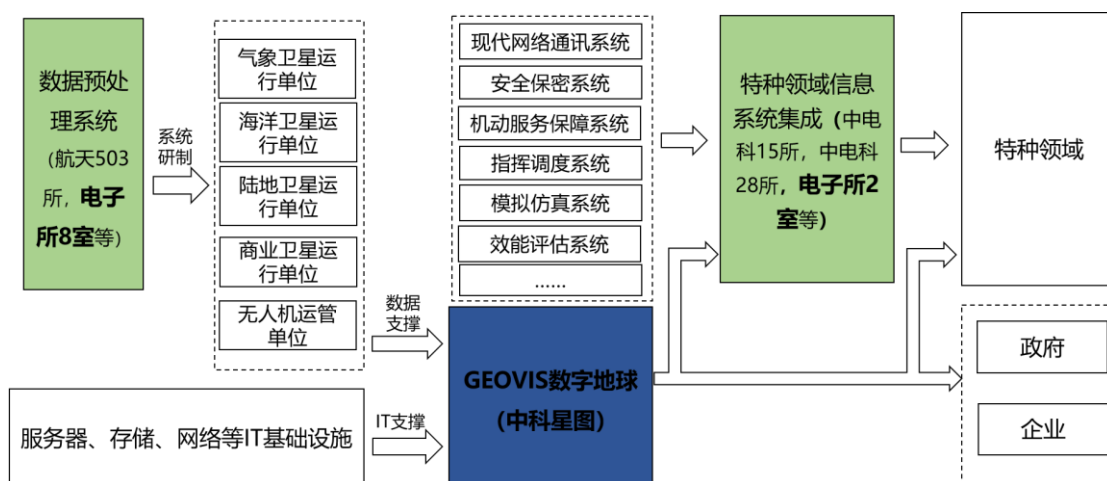 数据预处
理系统
（航天503
所，电子
所8室等）
系统
研制
气象卫星运
行单位
海洋卫星运
行单位
陆地卫星运
行单位
商业卫星运
行单位
无人机运管
单位
服务器、存储、网络等IT基础设施
数据
支撑
IT支撑
现代网络通讯系统
安全保密系统
机动服务保障系统
指挥调度系统
模拟仿真系统
效能评估系统
……
GEOVIS数字地球
（中科星图）
特种领域信息
系统集成（中电
科15所，中电科
28所，电子所2
室等）
特种领域
政府
企业